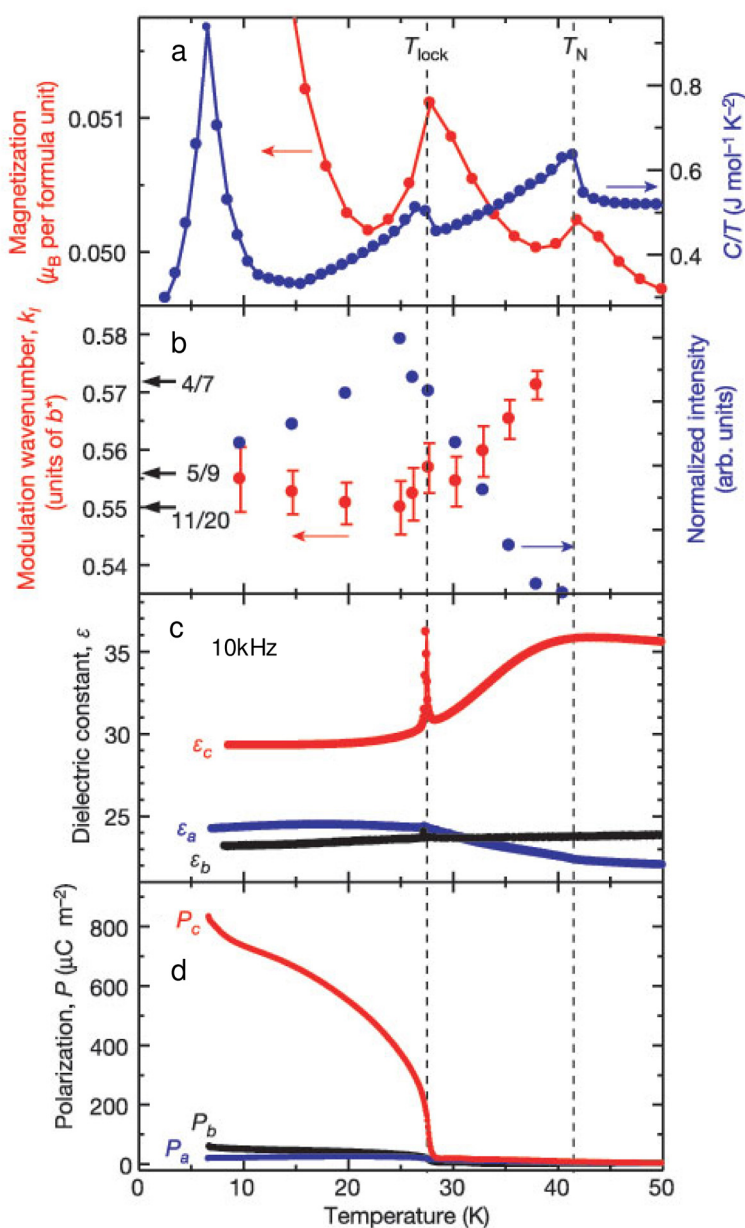 a
T_lock
T_N
Magnetization
(μ_B per formula unit)
0.051
0.050
0.8
0.6
0.4
C/T (J mol⁻¹ K⁻²)
b
Modulation wavenumber, k_l
(units of b*)
0.58
0.57
0.56
0.55
0.54
4/7
5/9
11/20
Normalized intensity
(arb. units)
c
10kHz
Dielectric constant, ε
35
30
25
ε_c
ε_a
ε_b
d
Polarization, P (μC m⁻²)
800
600
400
200
0
P_c
P_b
P_a
0
10
20
30
40
50
Temperature (K)